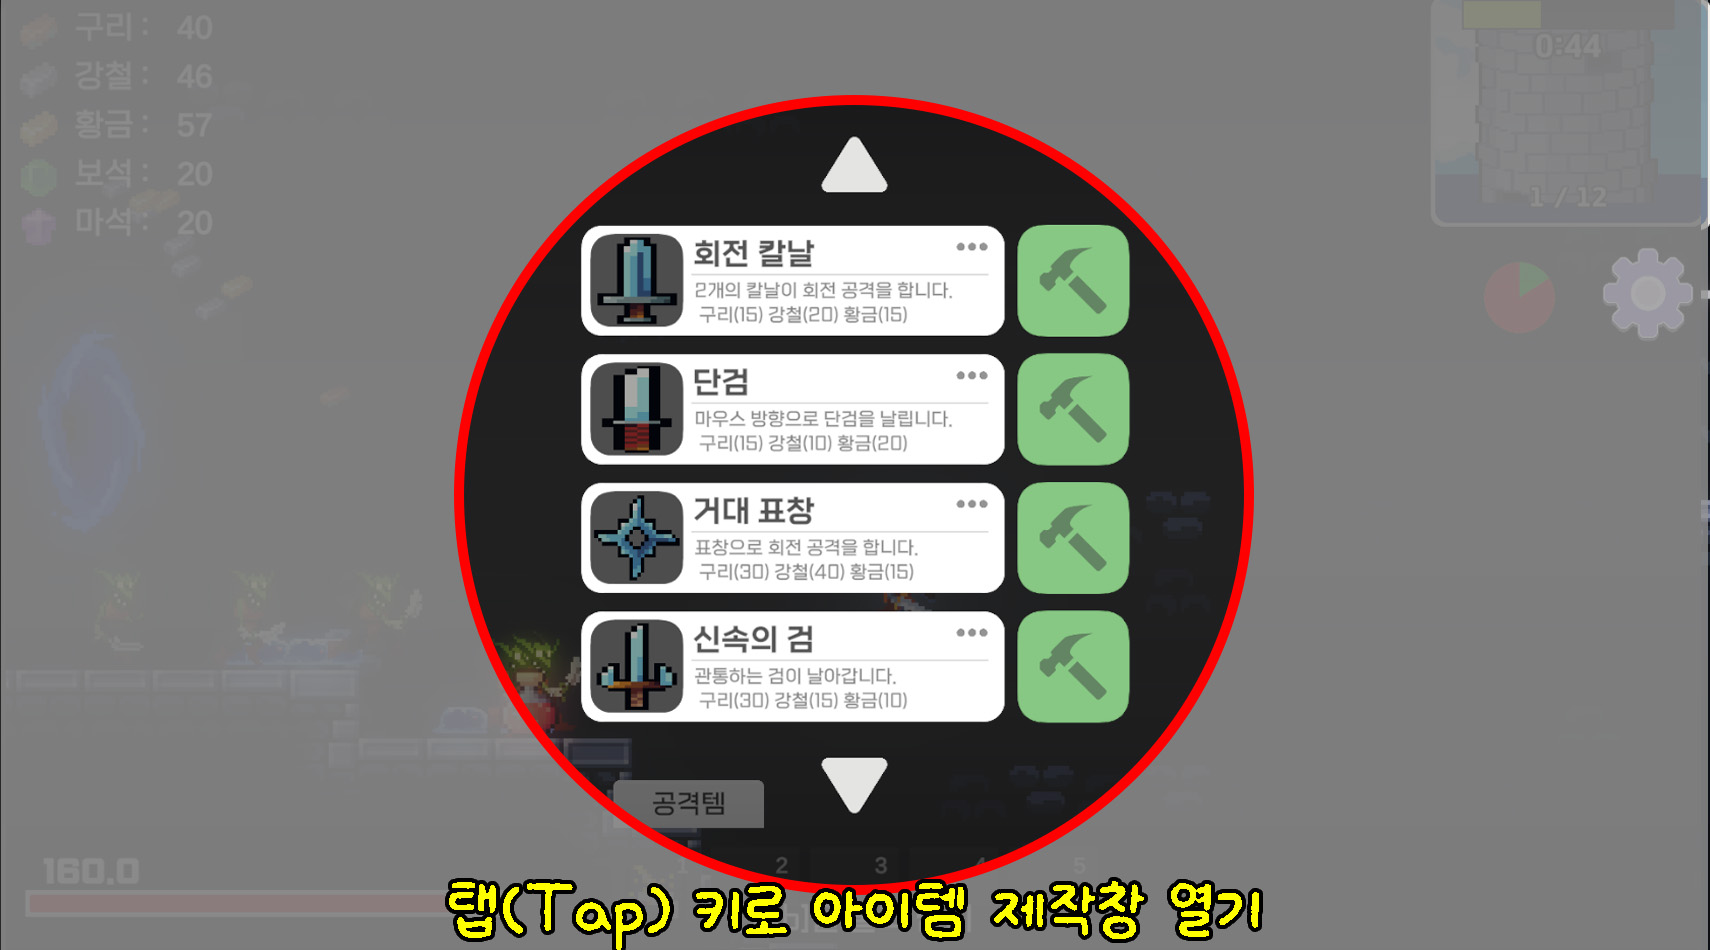 구리 : 40
강철 : 46
황금 : 57
보석 : 20
마석 : 20
0:44
1 / 12
회전 칼날
2개의 칼날이 회전 공격을 합니다.
구리(15) 강철(20) 황금(15)
단검
마우스 방향으로 단검을 날립니다.
구리(15) 강철(10) 황금(20)
거대 표창
표창으로 회전 공격을 합니다.
구리(30) 강철(40) 황금(15)
신속의 검
관통하는 검이 날아갑니다.
구리(30) 강철(15) 황금(10)
공격템
160.0
1 2 3 4 5
탭(Tap) 키로 아이템 제작창 열기